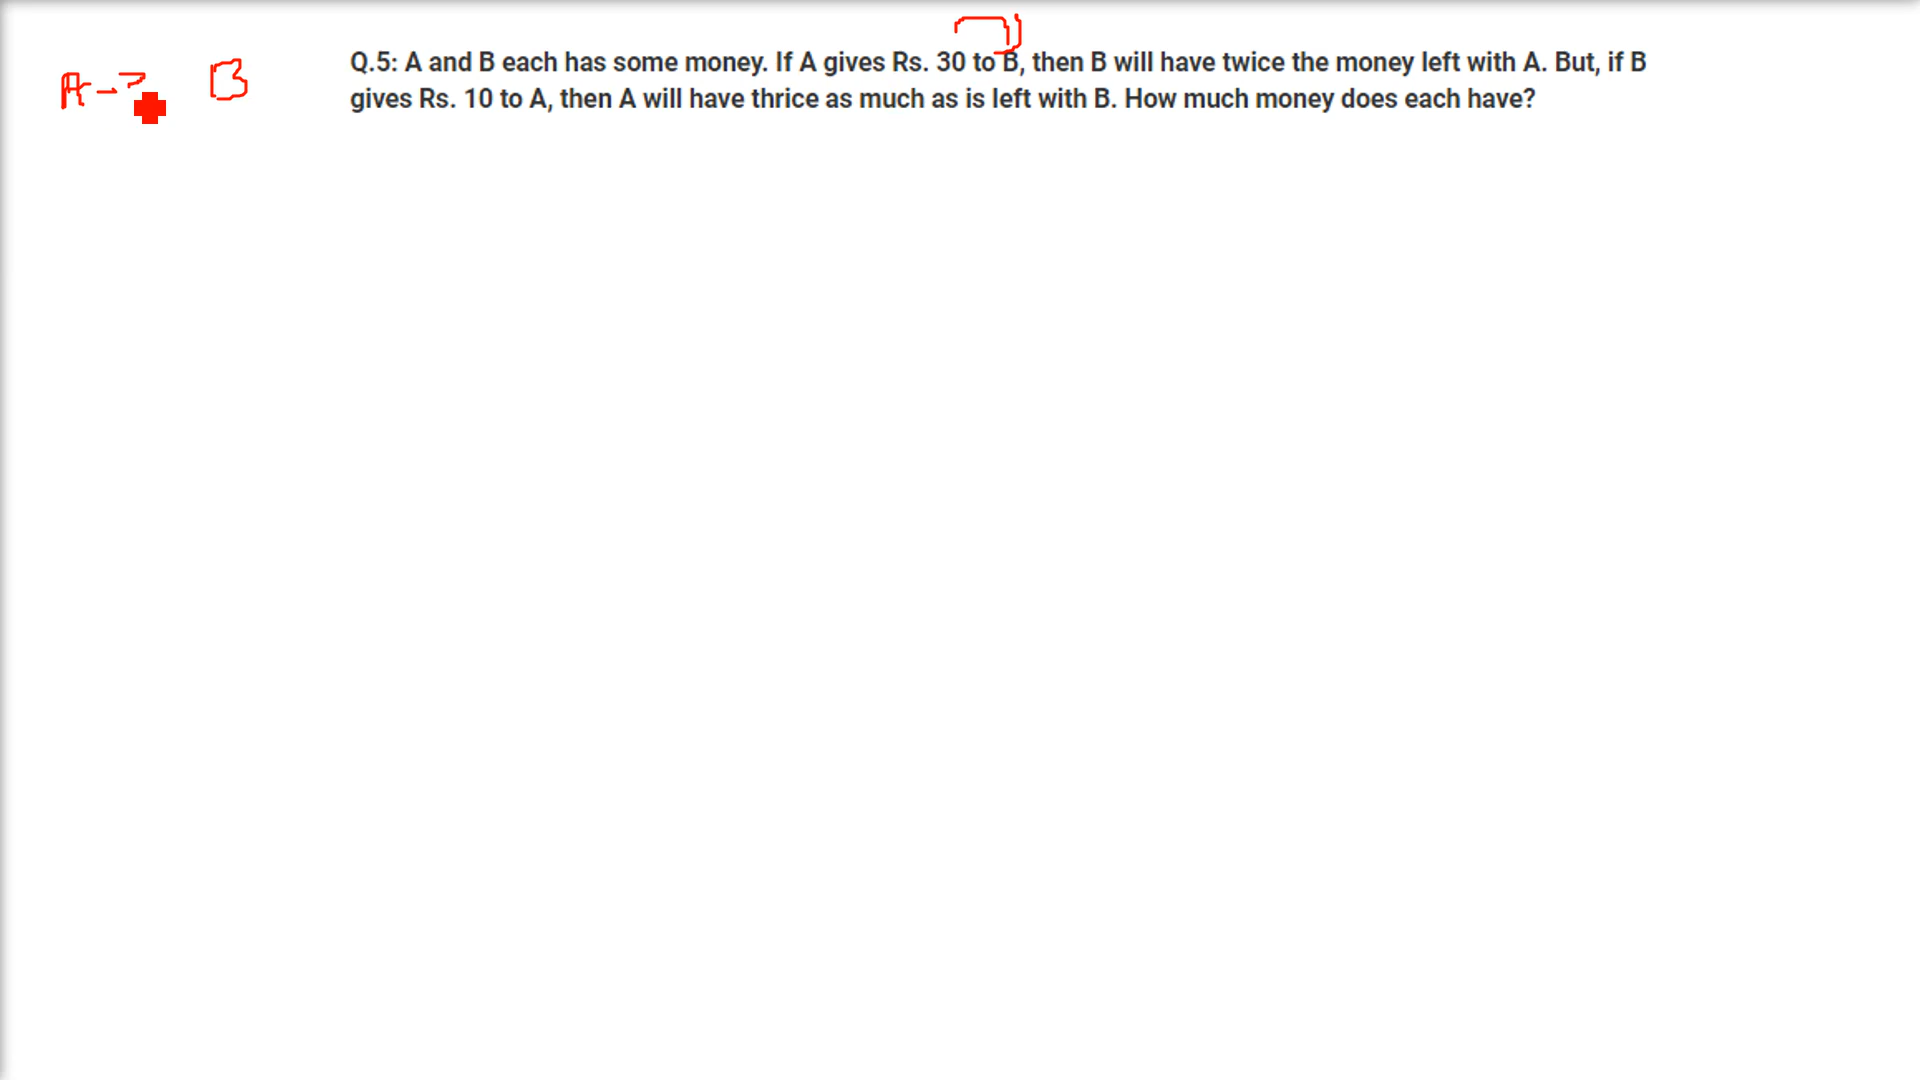 Q.5: A and B each has some money. If A gives Rs. 30 to B, then B will have twice the money left with A. But, if B
gives Rs. 10 to A, then A will have thrice as much as is left with B. How much money does each have?
A - B